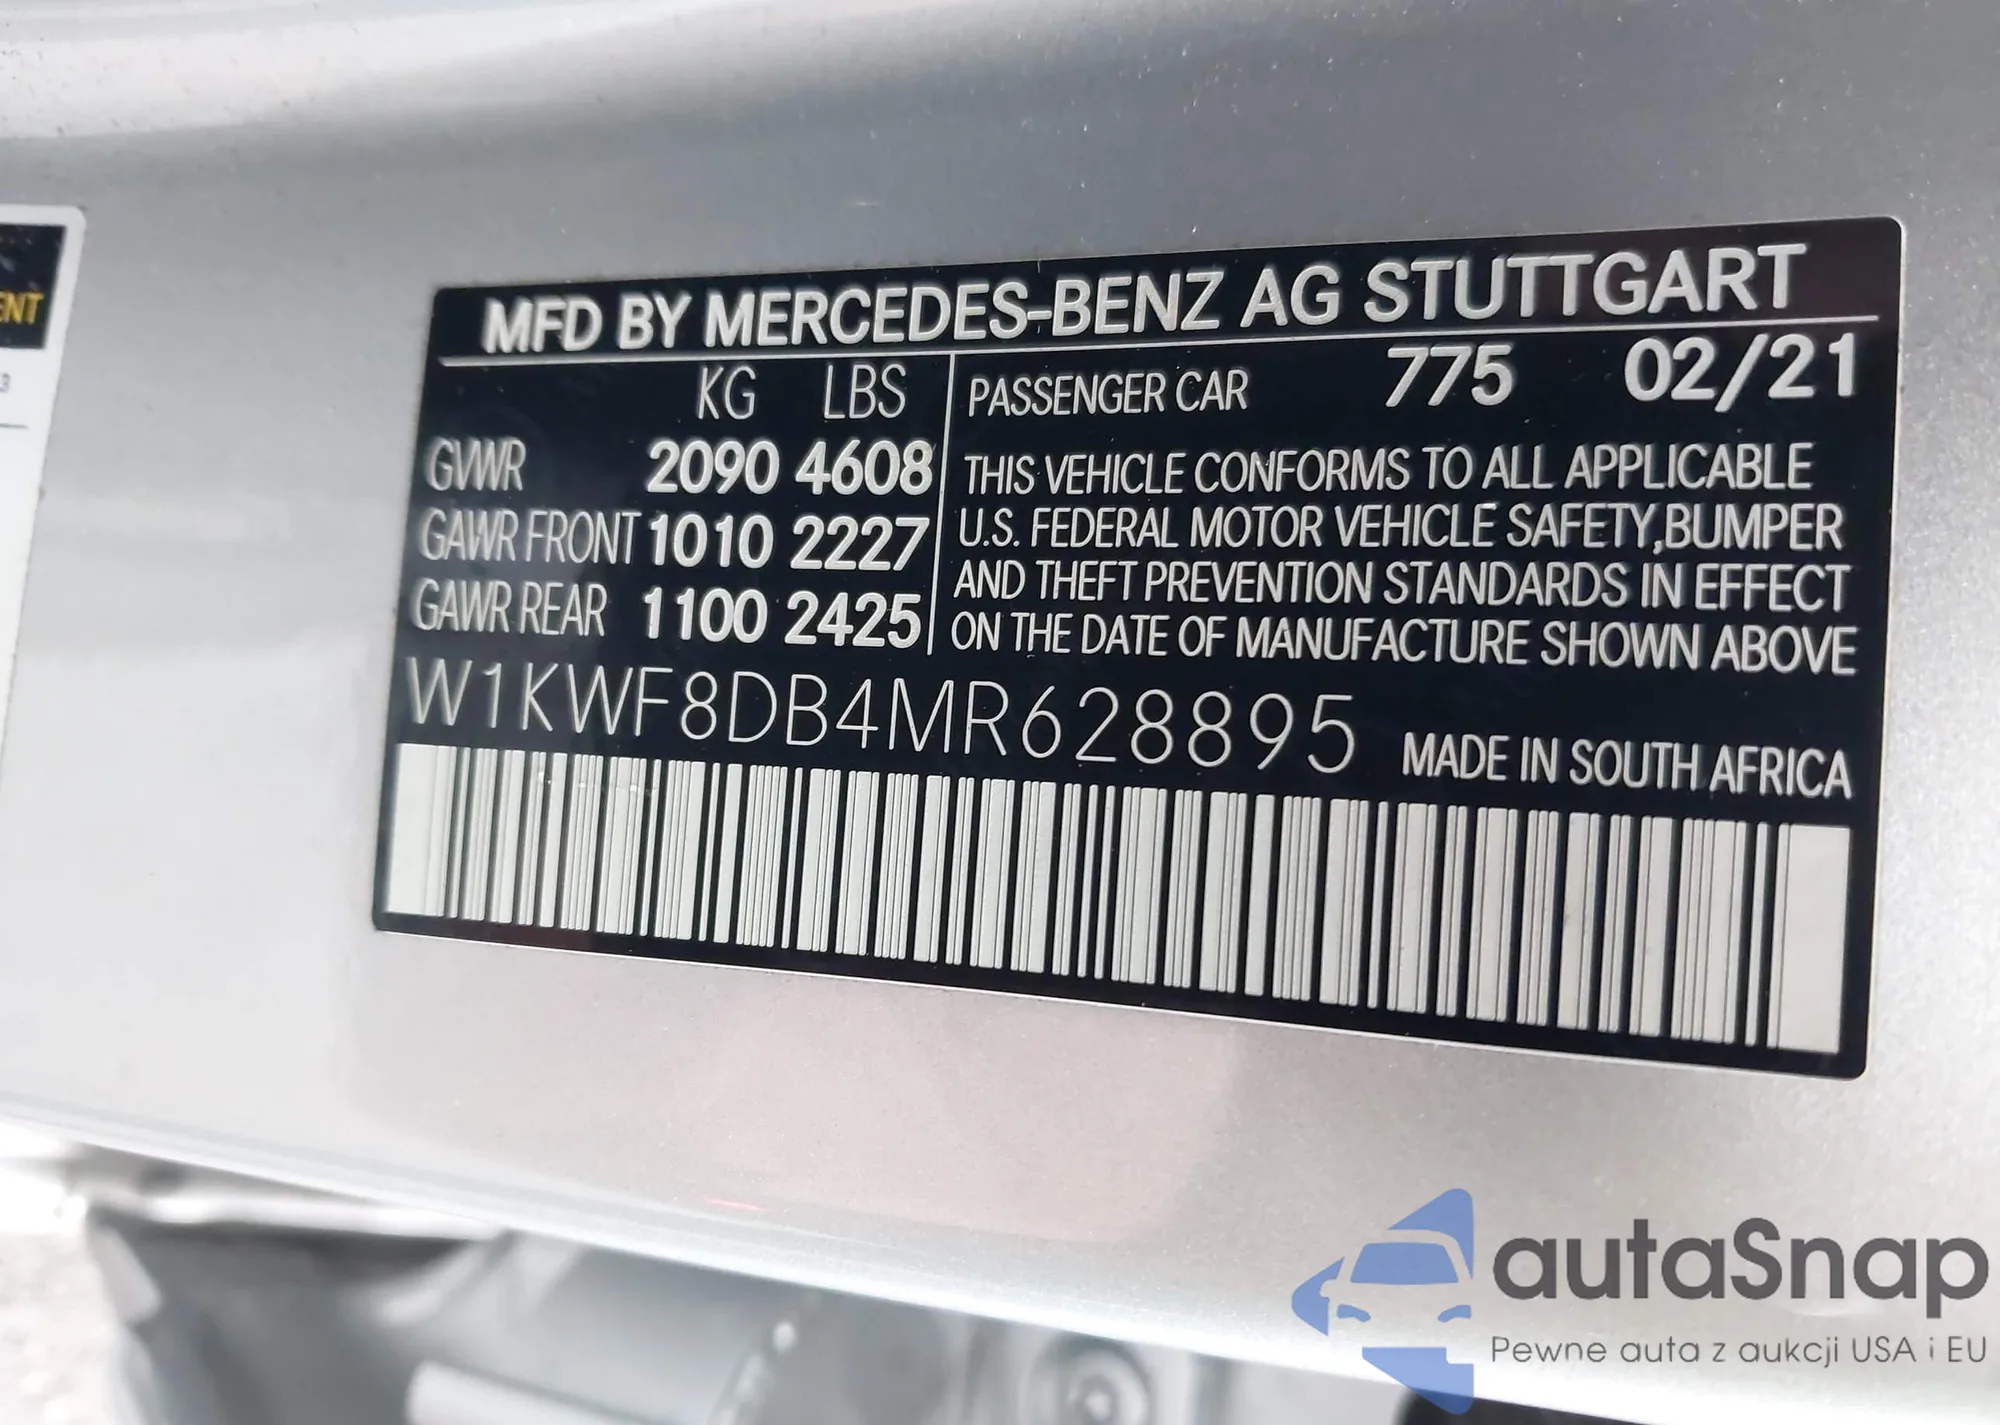 ENT
3
MFD BY MERCEDES-BENZ AG STUTTGART
KG LBS
GVWR 2090 4608
GAWR FRONT 1010 2227
GAWR REAR 1100 2425
PASSENGER CAR 775 02/21
THIS VEHICLE CONFORMS TO ALL APPLICABLE
U.S. FEDERAL MOTOR VEHICLE SAFETY,BUMPER
AND THEFT PREVENTION STANDARDS IN EFFECT
ON THE DATE OF MANUFACTURE SHOWN ABOVE
W1KWF8DB4MR628895 MADE IN SOUTH AFRICA
autaSnap
Pewne auta z aukcji USA i EU